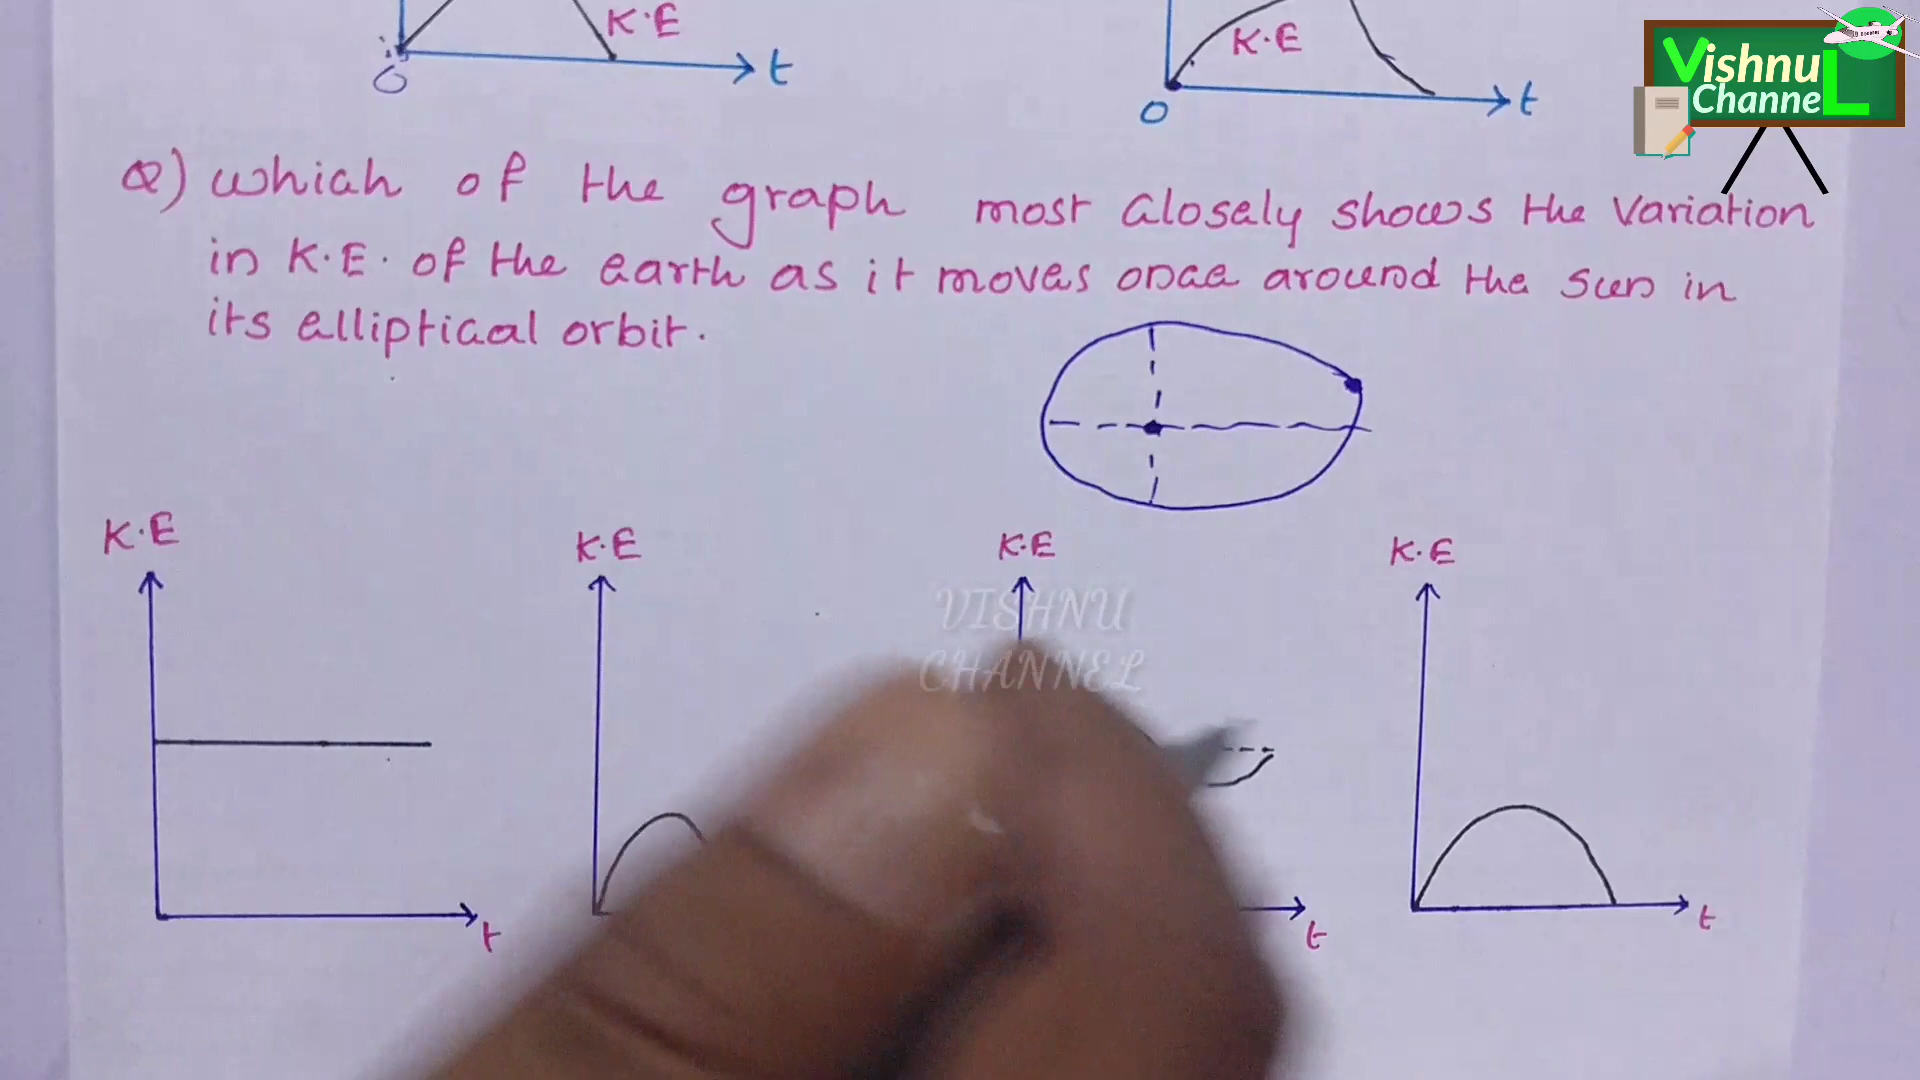 K.E
t
O
K.E
t
O
Vishnu
ChanneL
Q) which of the graph most closely shows the variation
in K.E. of the earth as it moves once around the sun in
its elliptical orbit.
K.E
K.E
K.E
K.E
VISHNU
CHANNEL
t
t
t